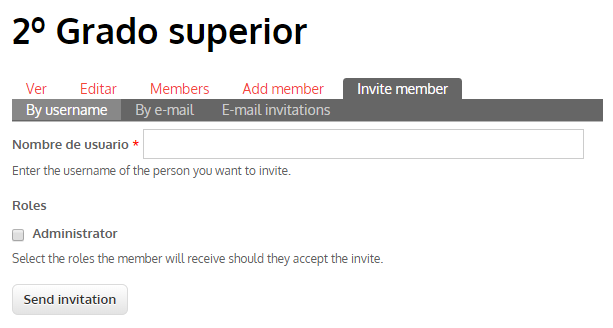 2º Grado superior
Ver Editar Members Add member Invite member
By username By e-mail E-mail invitations
Nombre de usuario *
Enter the username of the person you want to invite.
Roles
Administrator
Select the roles the member will receive should they accept the invite.
Send invitation